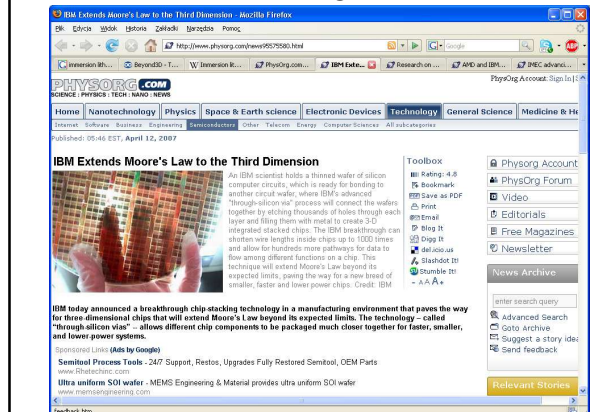 IBM Extends Moore's Law to the Third Dimension - Mozilla Firefox
Plik Edycja Widok Historia Zakładki Narzędzia Pomoc
http://www.physorg.com/news95575580.html
Google
immersion lith...
Beyond3D - T...
Immersion lit...
PhysOrg.com...
IBM Exte...
Research on ...
AMD and IBM...
IMEC advanci...
PHYSORG.COM
SCIENCE : PHYSICS : TECH : NANO : NEWS
PhysOrg Account: Sign In
Home Nanotechnology Physics Space & Earth science Electronic Devices Technology General Science Medicine & He
Internet Software Business Engineering Semiconductors Other Telecom Energy Computer Sciences All subcategories
Published: 05:46 EST, April 12, 2007
IBM Extends Moore's Law to the Third Dimension
An IBM scientist holds a thinned wafer of silicon
computer circuits, which is ready for bonding to
another circuit wafer, where IBM's advanced
"through-silicon via" process will connect the wafers
together by etching thousands of holes through each
layer and filling them with metal to create 3-D
integrated stacked chips. The IBM breakthrough can
shorten wire lengths inside chips up to 1000 times
and allow for hundreds more pathways for data to
flow among different functions on a chip. This
technique will extend Moore's Law beyond its
expected limits, paving the way for a new breed of
smaller, faster and lower power chips. Credit: IBM
Toolbox
Rating: 4.8
Bookmark
PDF Save as PDF
Print
Email
Blog It
Digg It
del.icio.us
Slashdot It!
Stumble It!
- A A A +
Physorg Account
PhysOrg Forum
Video
Editorials
Free Magazines
Newsletter
News Archive
enter search query
Advanced Search
Goto Archive
Suggest a story idea
Send feedback
Relevant Stories
IBM today announced a breakthrough chip-stacking technology in a manufacturing environment that paves the way
for three-dimensional chips that will extend Moore's Law beyond its expected limits. The technology – called
"through-silicon vias" -- allows different chip components to be packaged much closer together for faster, smaller,
and lower-power systems.
Sponsored Links (Ads by Google)
Semitool Process Tools - 24/7 Support, Restos, Upgrades Fully Restored Semitool, OEM Parts
www.Rhetechinc.com
Ultra uniform SOI wafer - MEMS Engineering & Material provides ultra uniform SOI wafer
www.memsengineering.com
feedback.htm